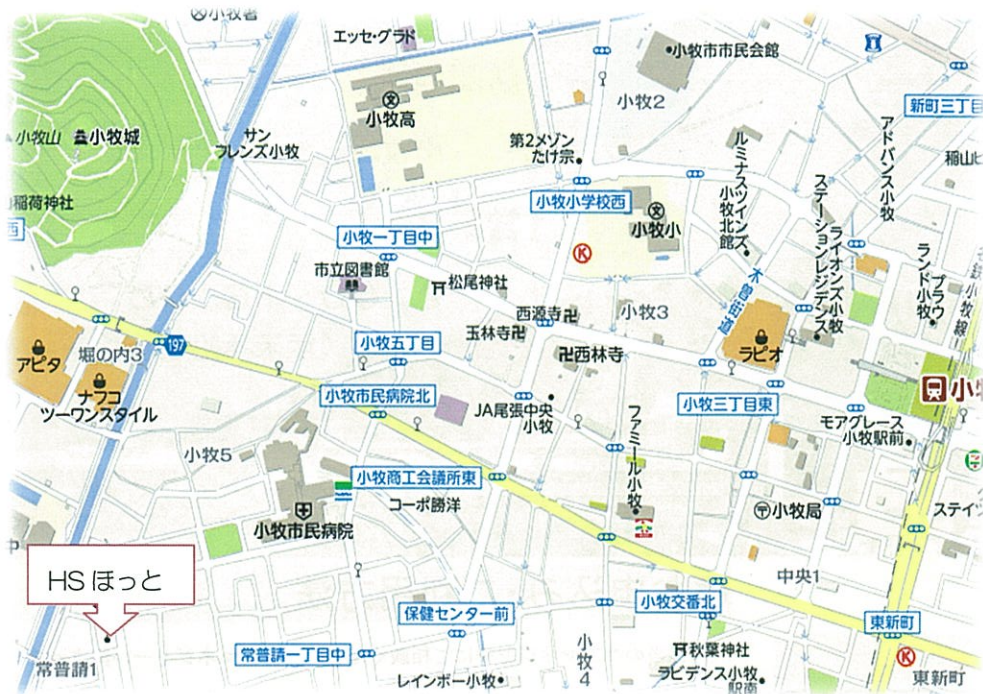 小牧署
エッセ・グラド
小牧市市民会館
小牧2
小牧高
新町三丁目
小牧山
小牧城
サン
フレンズ小牧
第2メゾン
たけ宗
ルミナスツインズ
小牧北館
アドバンス小牧
稲山ビ
稲荷神社
西
小牧小学校西
小牧小
ステーションレジデンス
ライオンズ小牧
プラウ
ランド小牧
小牧線
小牧一丁目中
市立図書館
松尾神社
木曽街道
西源寺
小牧3
玉林寺
197
堀の内3
アピタ
ナフコ
ツーワンスタイル
小牧五丁目
西林寺
ラピオ
小牧市民病院北
JA尾張中央
小牧
小牧三丁目東
小牧
モアグレース
小牧駅前
ファミール小牧
小牧5
小牧商工会議所東
コーポ勝洋
小牧市民病院
小牧局
ステイツ
中
HS ほっと
中央1
保健センター前
小牧交番北
東新町
常普請1
常普請一丁目中
小牧4
秋葉神社
レインボー小牧
ラピデンス小牧
駅南
K
K
東新町